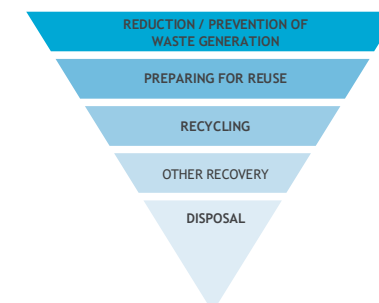 REDUCTION / PREVENTION OF
WASTE GENERATION
PREPARING FOR REUSE
RECYCLING
OTHER RECOVERY
DISPOSAL